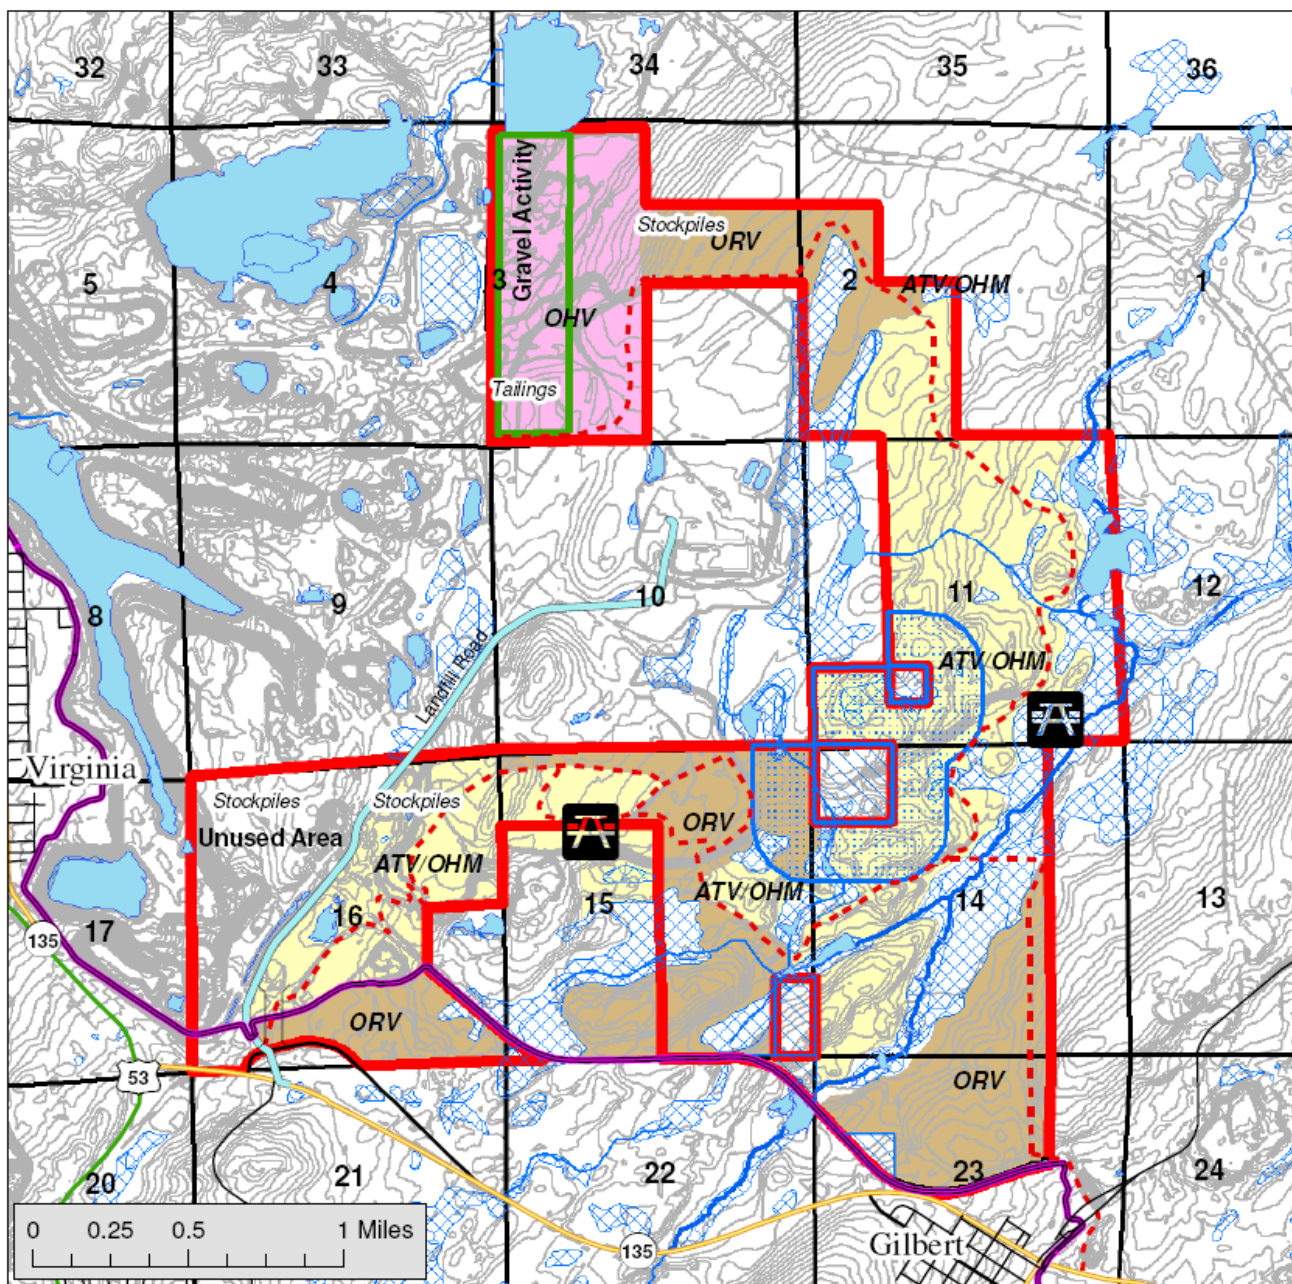 32
33
34
35
36
Gravel Activity
Stockpiles
ORV
5
4
3
2
ATV/OHM
1
OHV
Tailings
8
9
10
11
12
Landfill Road
ATV/OHM
Virginia
Stockpiles
Stockpiles
Unused Area
ORV
ATV/OHM
ATV/OHM
17
16
15
14
13
135
ORV
53
ORV
20
21
22
23
24
0 0.25 0.5 1 Miles
135
Gilbert